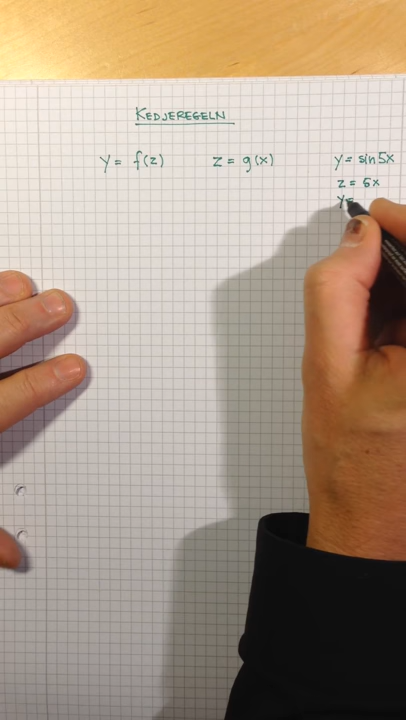 KEDJEREGELN
y = f(z) z = g(x) y = sin 5x
z = 5x
y=